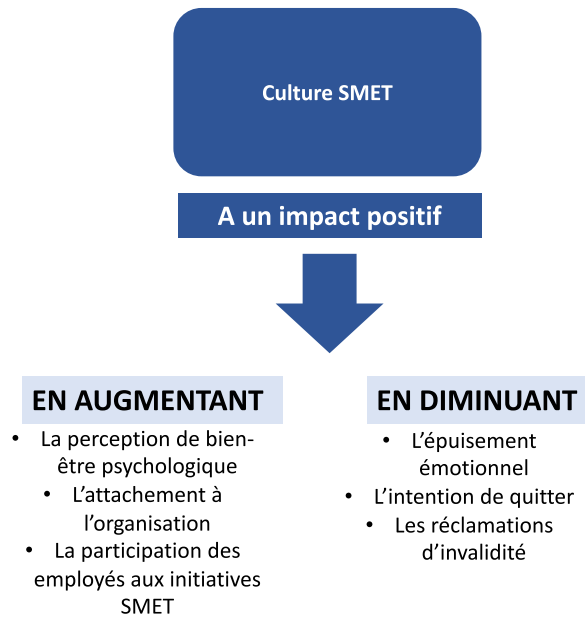 Culture SMET
A un impact positif
EN AUGMENTANT
• La perception de bien-
être psychologique
• L’attachement à
l’organisation
• La participation des
employés aux initiatives
SMET
EN DIMINUANT
• L’épuisement
émotionnel
• L’intention de quitter
• Les réclamations
d’invalidité